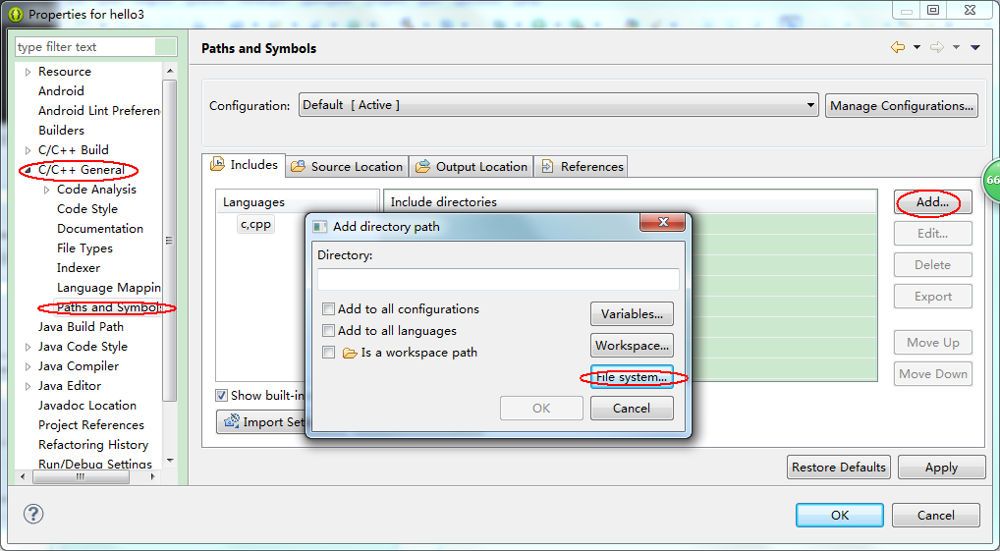 Properties for hello3
type filter text
Resource
Android
Android Lint Preferen
Builders
C/C++ Build
C/C++ General
Code Analysis
Code Style
Documentation
File Types
Indexer
Language Mappin
Paths and Symbol
Java Build Path
Java Code Style
Java Compiler
Java Editor
Javadoc Location
Project References
Refactoring History
Run/Debug Settings
Paths and Symbols
Configuration:
Default [ Active ]
Manage Configurations...
Includes
Source Location
Output Location
References
Languages
Include directories
c,cpp
Add...
Edit...
Delete
Export
Move Up
Move Down
Add directory path
Directory:
Add to all configurations
Add to all languages
Is a workspace path
Variables...
Workspace...
File system...
OK
Cancel
Show built-in
Import Set
Restore Defaults
Apply
OK
Cancel
66